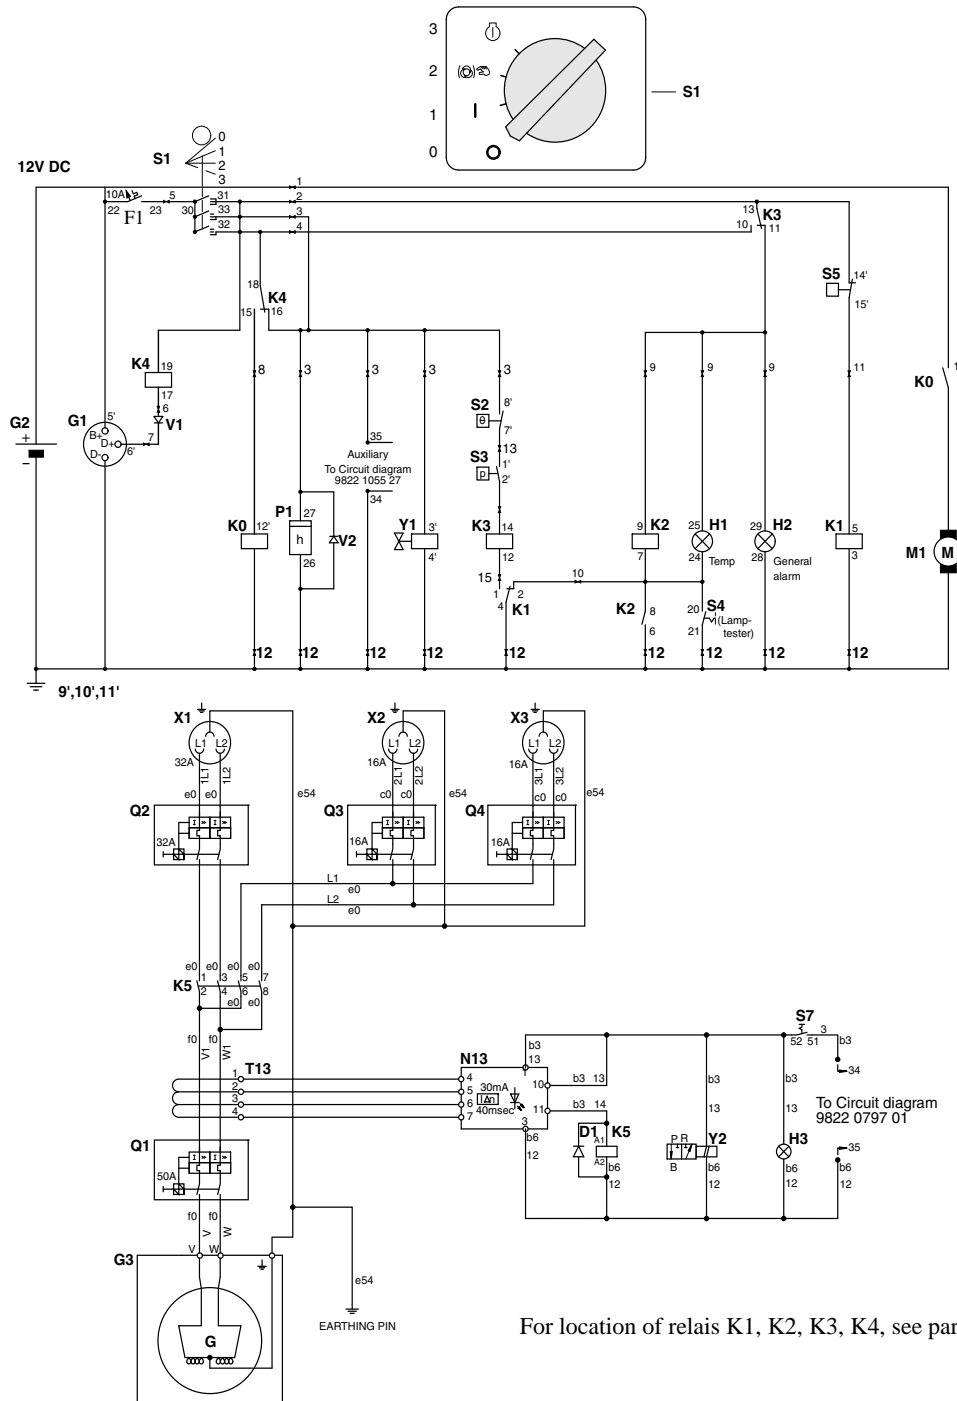 3
2
1
0
S1
S1
0
1
2
3
12V DC
10A
22
F1
23
5
30
31
33
32
1
2
3
4
13
10
K3
11
18
K4
15
16
S5
14'
15'
K4
19
17
6
V1
8
3
3
3
3
9
9
9
11
K0
1
G2
+
−
G1
5'
B+
D+
D-
6'
7
35
Auxiliary
To Circuit diagram
9822 1055 27
34
S2
θ
8'
7'
13
S3
p
1'
2'
K0
12'
P1
27
h
26
V2
Y1
3'
4'
K3
14
12
K2
9
7
25
H1
24
Temp
29
H2
28
General
alarm
K1
5
3
M1
M
15
1
2
4
K1
10
K2
8
6
20
S4
21
(Lamp-
tester)
12
12
12
12
12
12
12
12
12
9',10',11'
X1
L1
L2
32A
1L1
1L2
e0
e0
X2
L1
L2
16A
2L1
2L2
c0
c0
X3
L1
L2
16A
3L1
3L2
c0
c0
e54
e54
e54
Q2
I
»
32A
Q3
I
»
16A
Q4
I
»
16A
L1
e0
L2
e0
e0
e0
e0
e0
K5
1
3
5
7
2
4
6
8
e0
e0
f0
f0
V1
W1
T13
1
2
3
4
N13
4
5
6
7
30mA
I∆n
40msec
13
10
11
3
b3
b6
12
b3
13
b3
14
D1
K5
A1
A2
b6
12
b3
13
P R
B
Y2
b6
12
b3
13
H3
b6
12
S7
52
51
3
b3
34
To Circuit diagram
9822 0797 01
35
b6
12
Q1
I
»
50A
f0
f0
V
W
G3
V
W
G
e54
EARTHING PIN
For location of relais K1, K2, K3, K4, see par